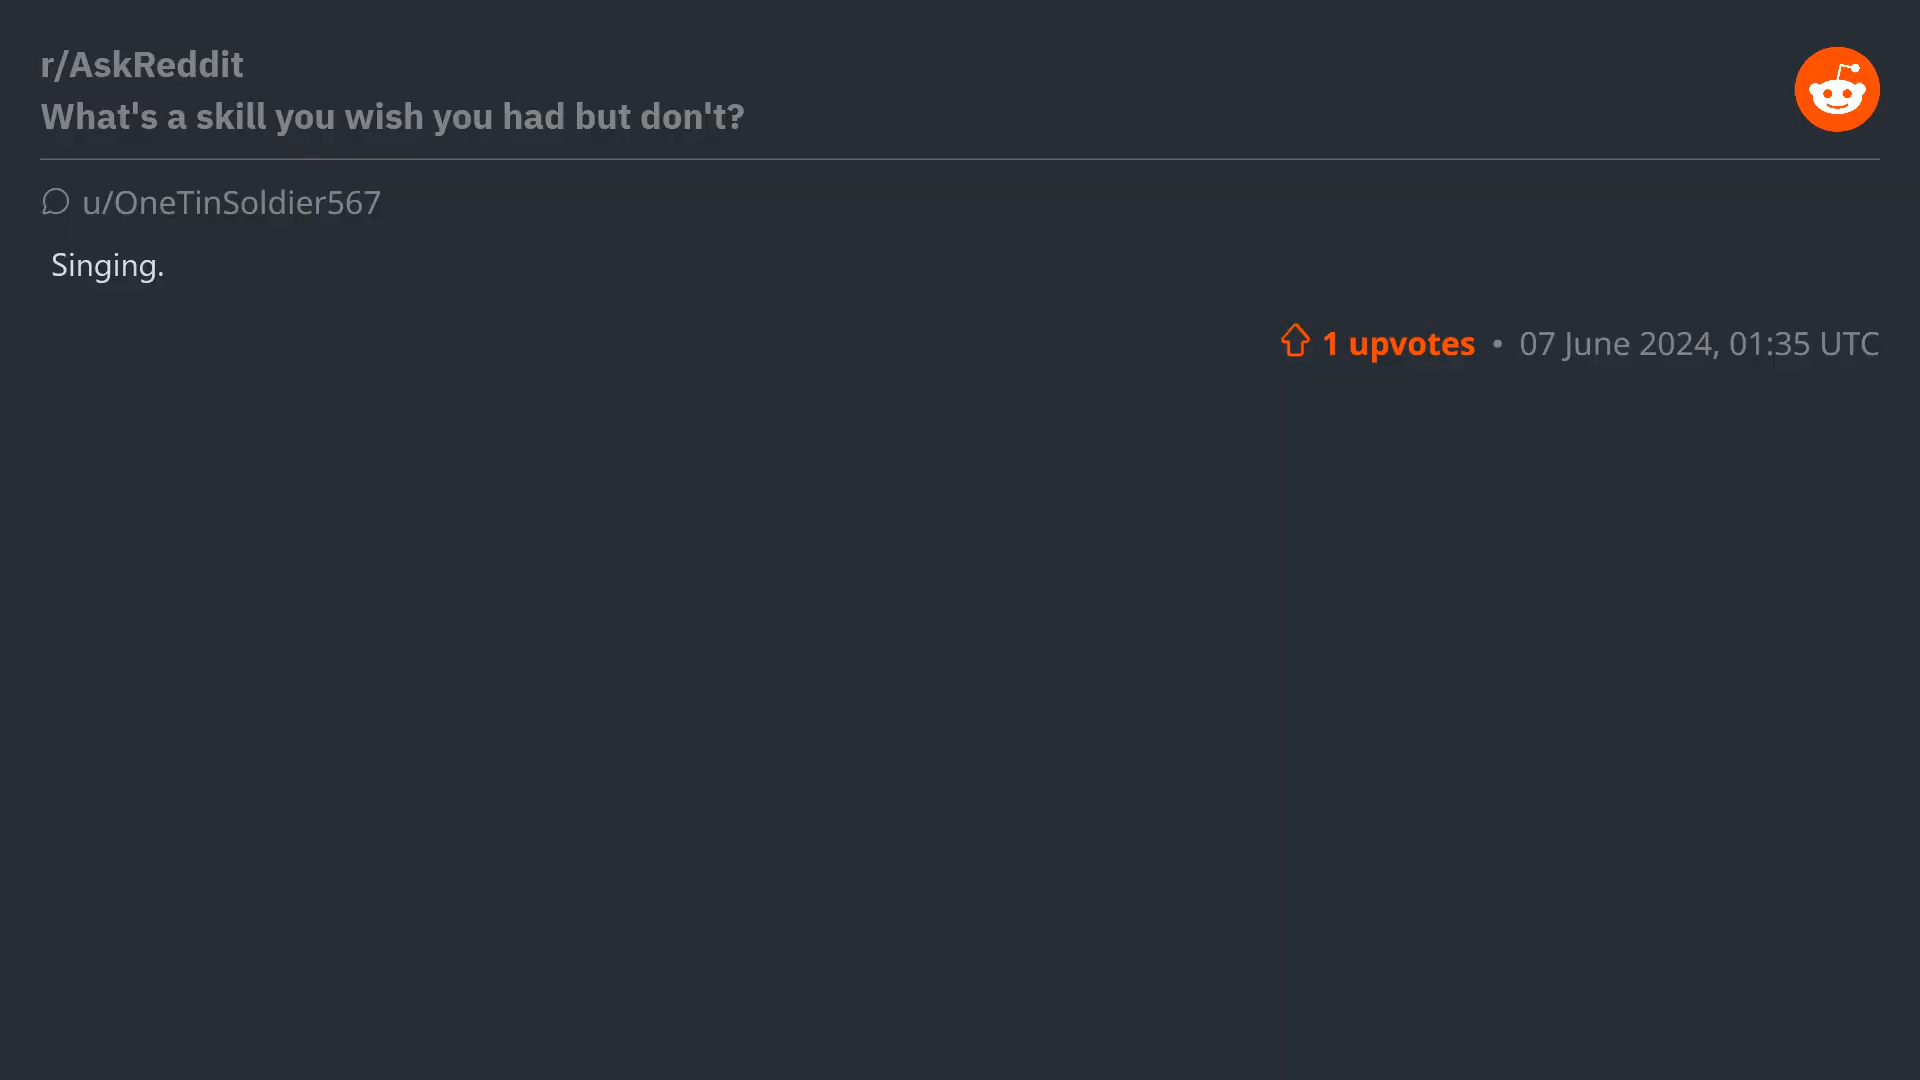 r/AskReddit
What's a skill you wish you had but don't?
u/OneTinSoldier567
Singing.
1 upvotes • 07 June 2024, 01:35 UTC